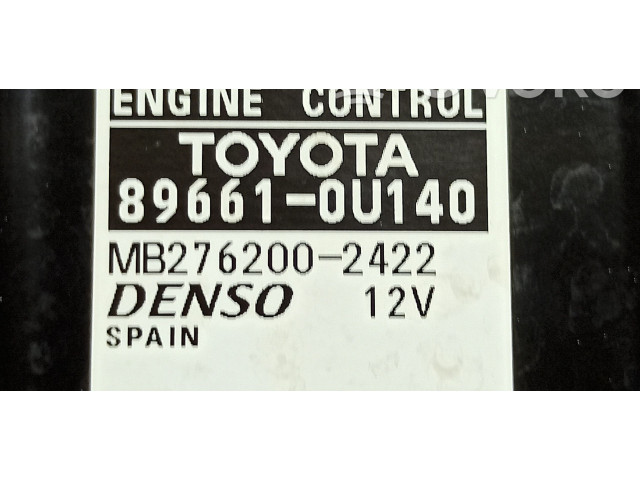 ENGINE CONTROL
TOYOTA
89661-0U140
MB276200-2422
DENSO 12V
SPAIN